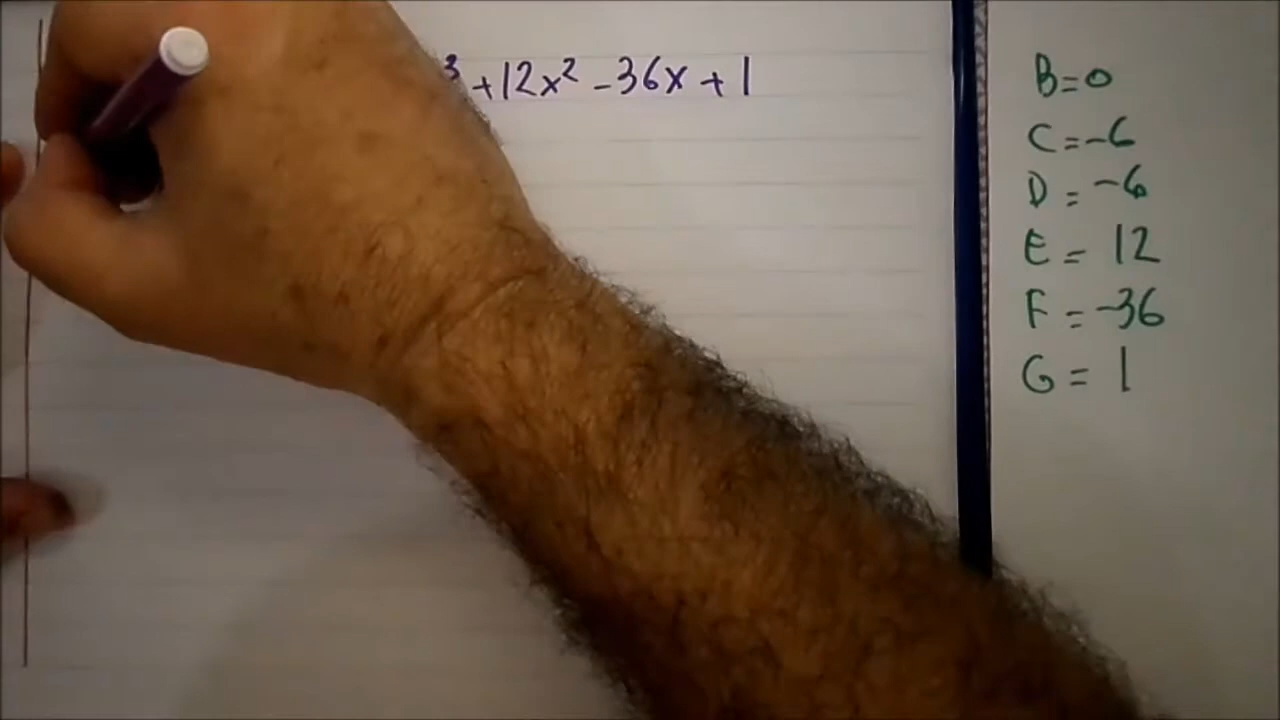 ³ +12x² -36x + 1
B=0
C=-6
D=-6
E=12
F=-36
G=1